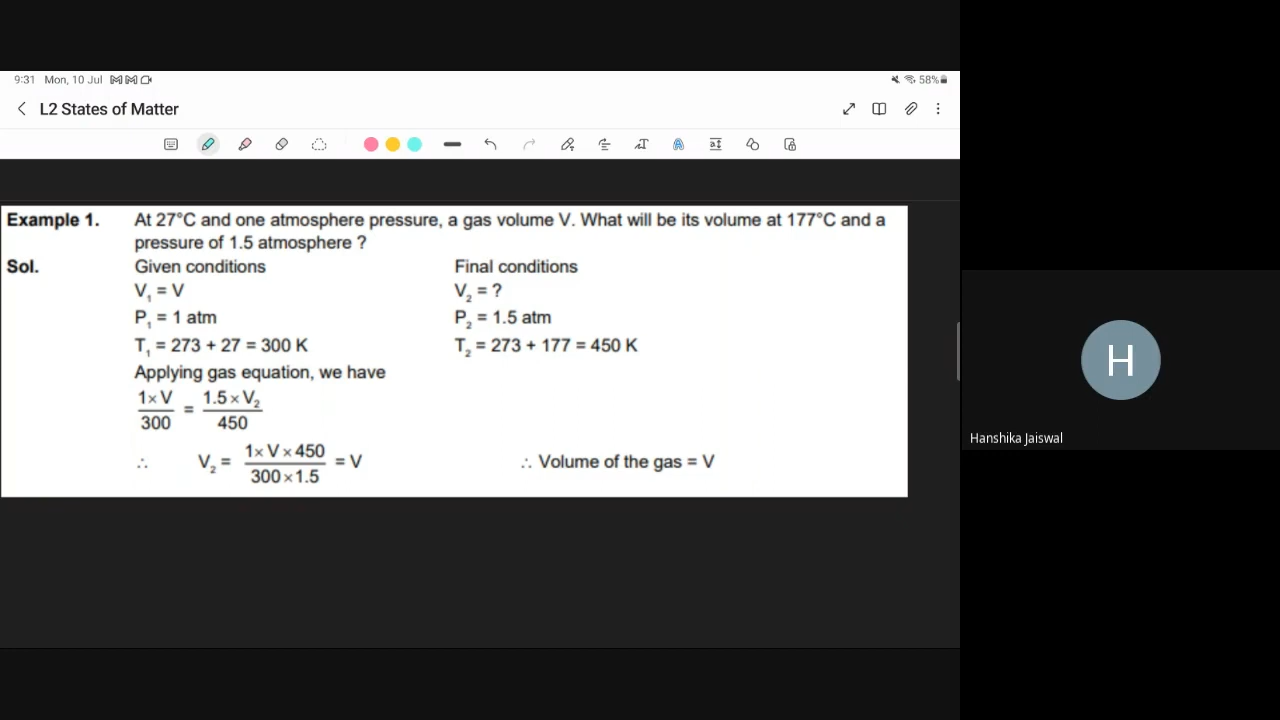 9:31 Mon, 10 Jul 58%
L2 States of Matter
Example 1. At 27°C and one atmosphere pressure, a gas volume V. What will be its volume at 177°C and a
pressure of 1.5 atmosphere ?
Sol. Given conditions Final conditions
V₁ = V V₂ = ?
P₁ = 1 atm P₂ = 1.5 atm
T₁ = 273 + 27 = 300 K T₂ = 273 + 177 = 450 K
Applying gas equation, we have
1× V / 300 = 1.5 × V₂ / 450
∴ V₂ = 1× V × 450 / 300 × 1.5 = V ∴ Volume of the gas = V
H
Hanshika Jaiswal